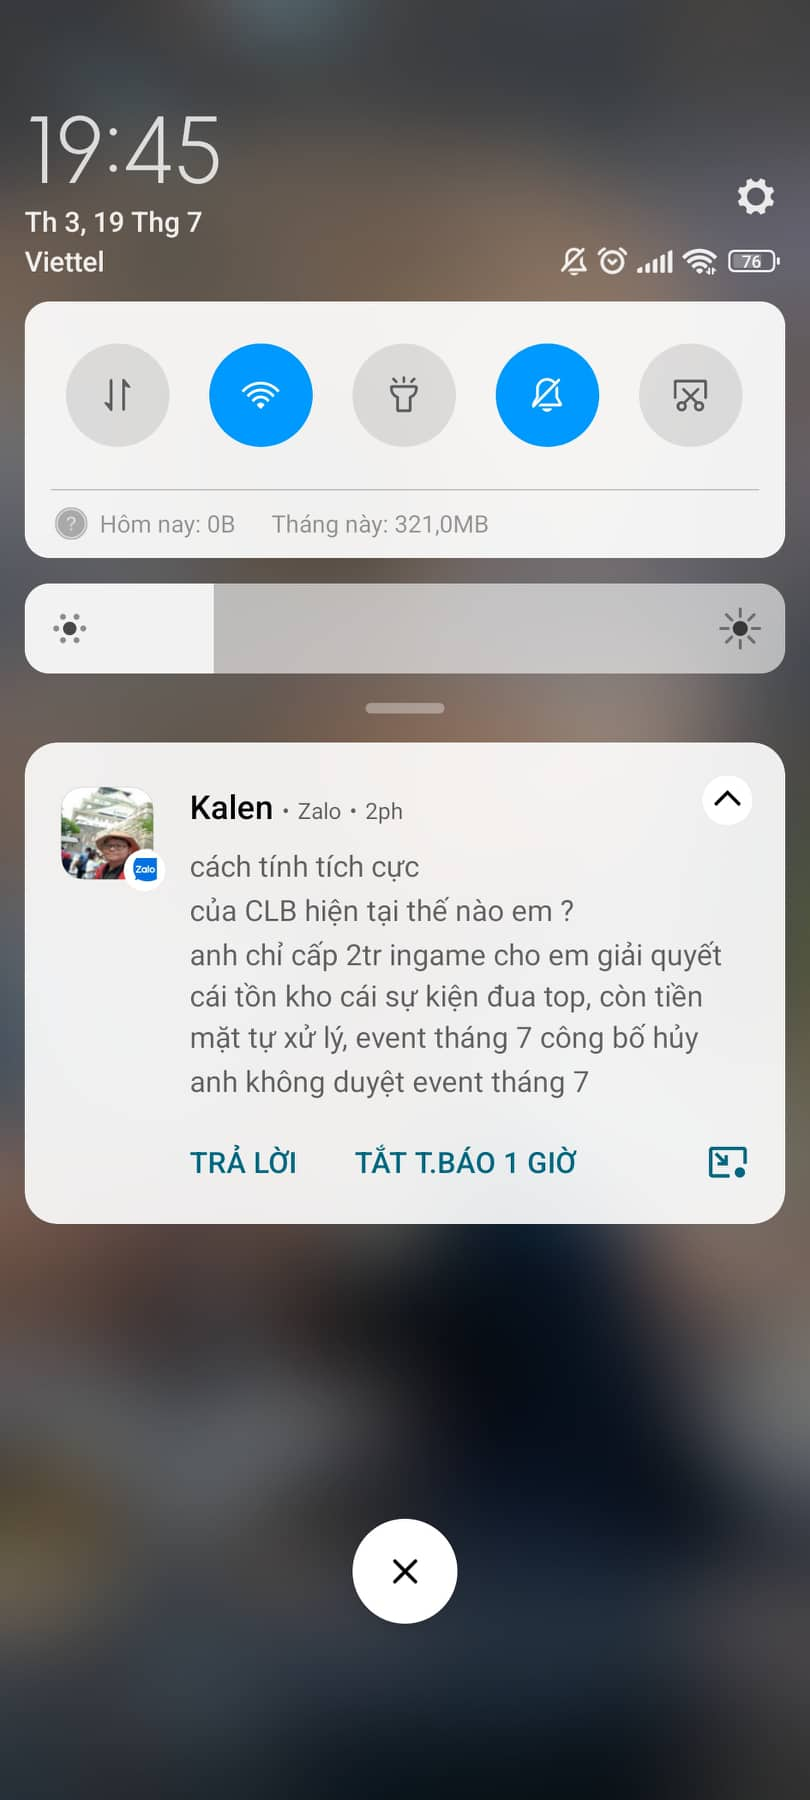 19:45
Th 3, 19 Thg 7
Viettel
76
?
Hôm nay: 0B Tháng này: 321,0MB
Kalen • Zalo • 2ph
Zalo
cách tính tích cực
của CLB hiện tại thế nào em ?
anh chỉ cấp 2tr ingame cho em giải quyết
cái tồn kho cái sự kiện đua top, còn tiền
mặt tự xử lý, event tháng 7 công bố hủy
anh không duyệt event tháng 7
TRẢ LỜI TẮT T.BÁO 1 GIỜ